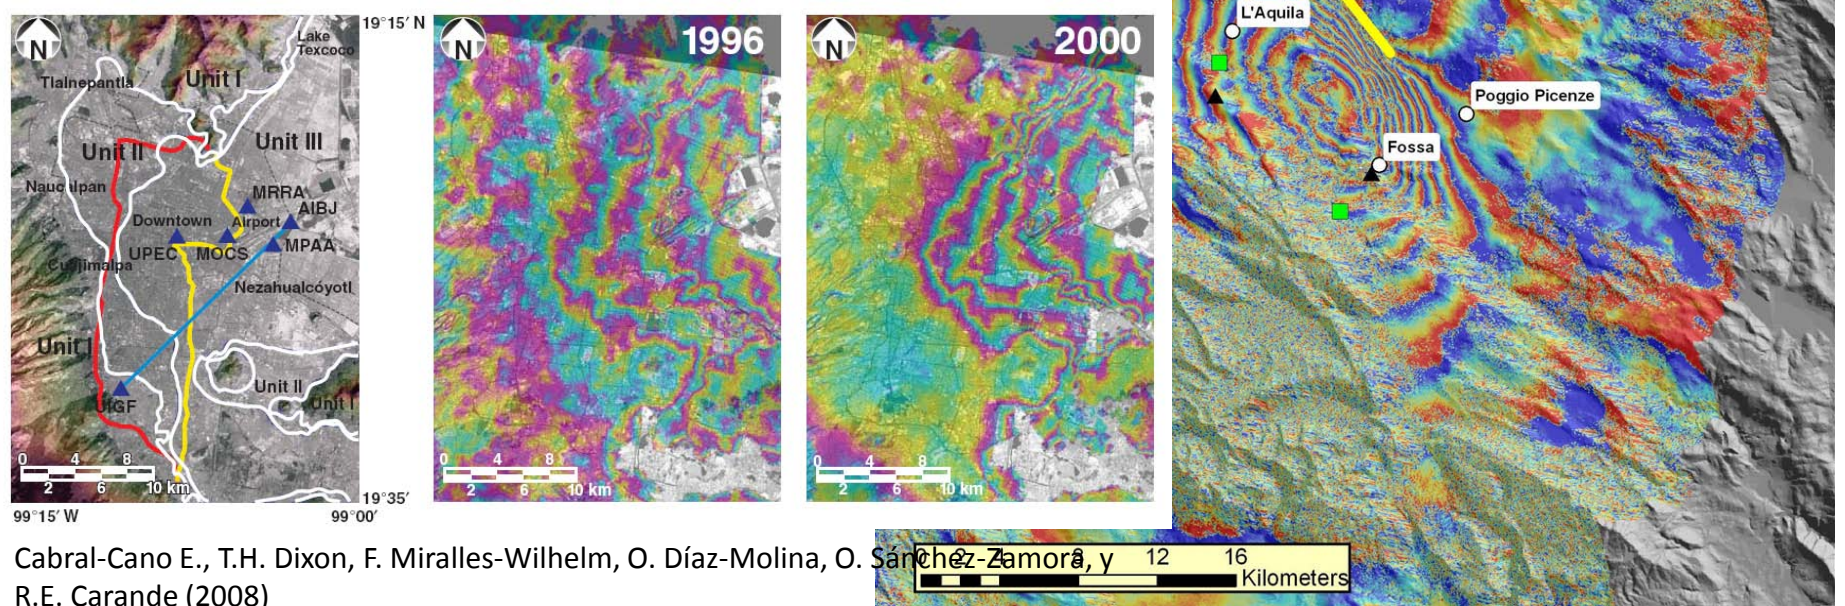 N
19°15′ N
Lake
Texcoco
Tlalnepantla
Unit I
Unit II
Unit III
Naucalpan
MRRA
AIBJ
Downtown
Airport
UPEC
MOCS
MPAA
Cuajimalpa
Nezahualcóyotl
Unit I
Unit II
Unit I
UIGF
0 4 8
2 6 10 km
19°35′
99°15′ W
99°00′
N
1996
0 4 8
2 6 10 km
N
2000
0 4 8
2 6 10 km
L'Aquila
Poggio Picenze
Fossa
Cabral-Cano E., T.H. Dixon, F. Miralles-Wilhelm, O. Díaz-Molina, O. Sánchez-Zamora, y
R.E. Carande (2008)
0 2 4 8 12 16
Kilometers